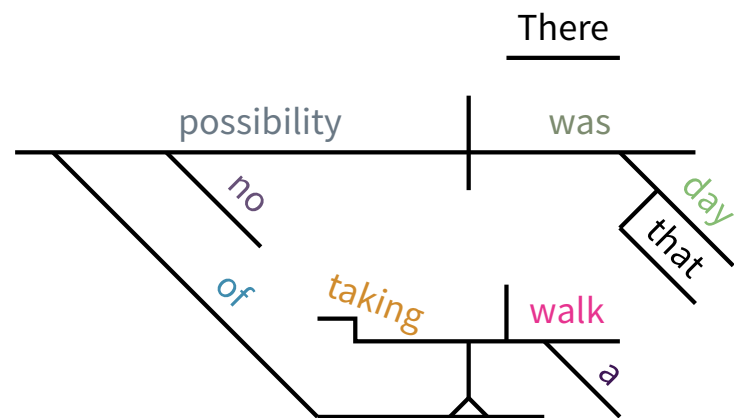 There
possibility was
no day
that
of taking walk
a